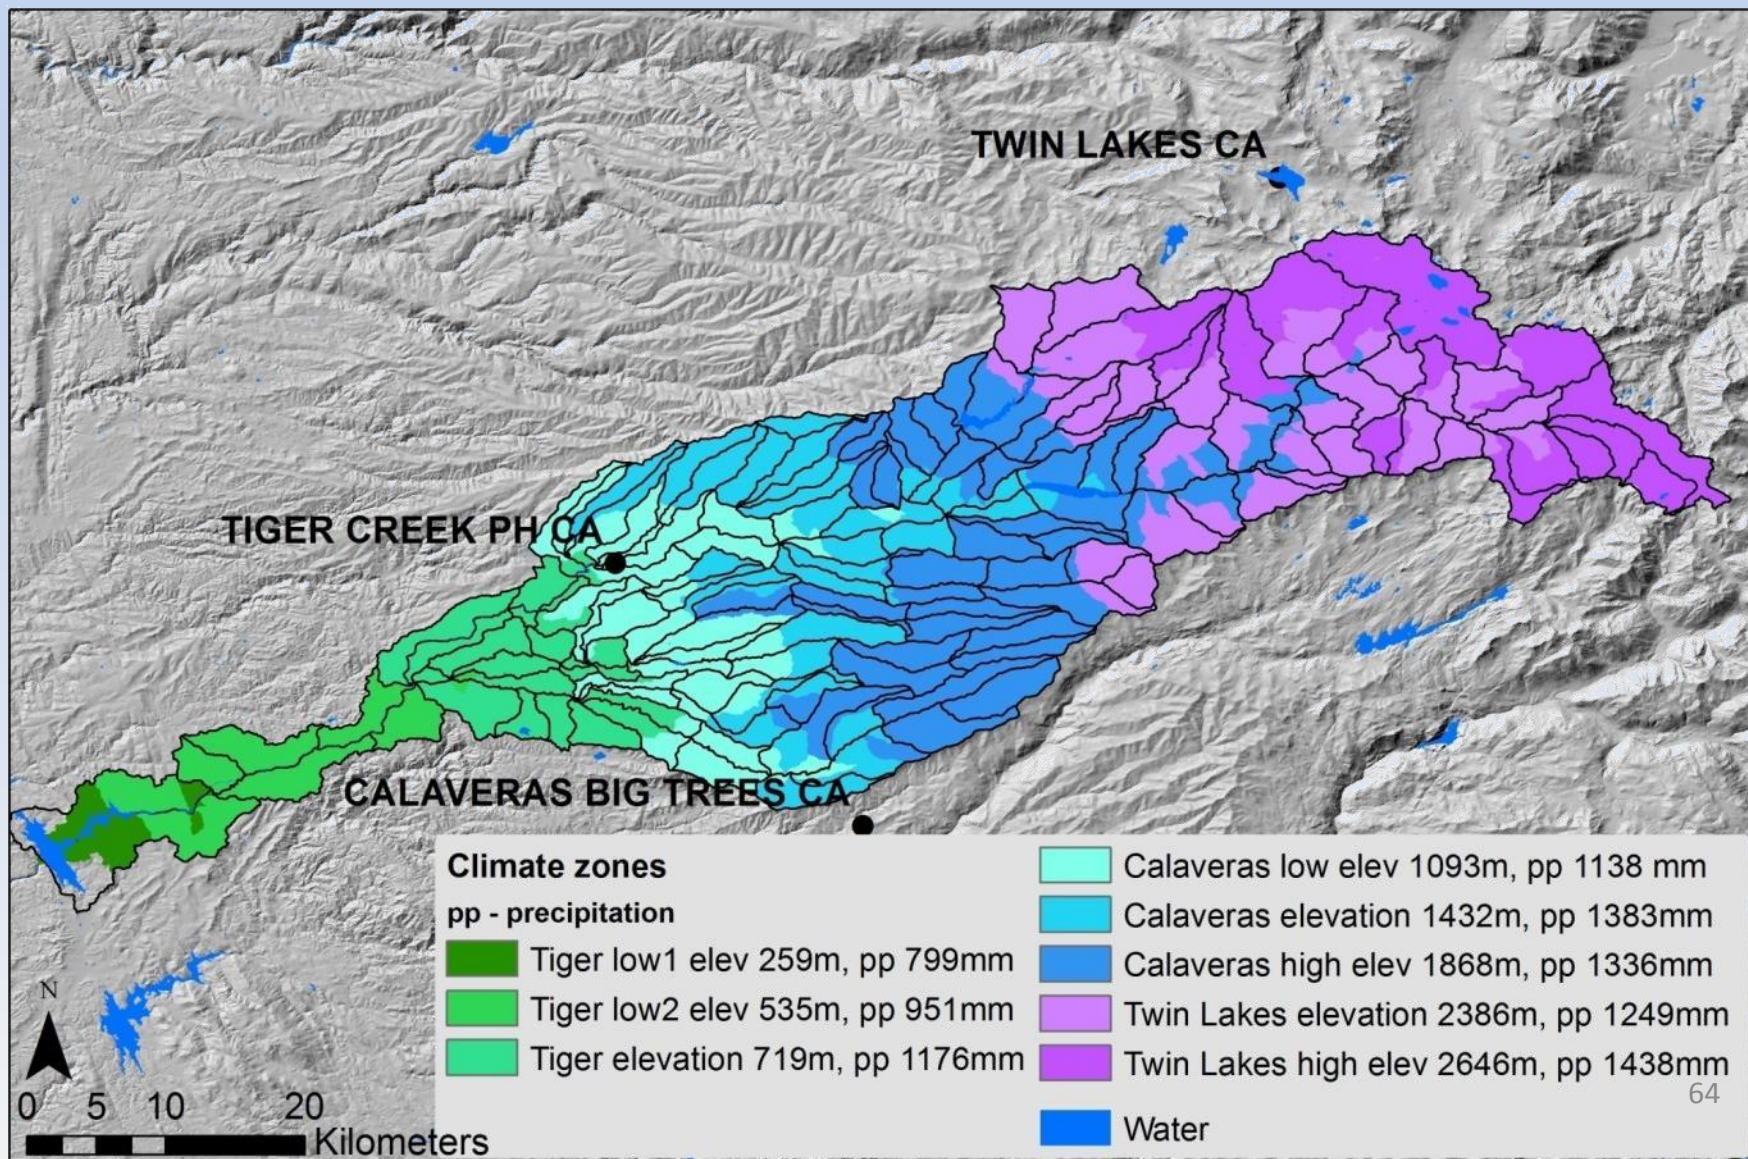 TWIN LAKES CA
TIGER CREEK PH CA
CALAVERAS BIG TREES CA
Climate zones
pp - precipitation
Tiger low1 elev 259m, pp 799mm
Tiger low2 elev 535m, pp 951mm
Tiger elevation 719m, pp 1176mm
Calaveras low elev 1093m, pp 1138 mm
Calaveras elevation 1432m, pp 1383mm
Calaveras high elev 1868m, pp 1336mm
Twin Lakes elevation 2386m, pp 1249mm
Twin Lakes high elev 2646m, pp 1438mm
Water
N
0 5 10 20
Kilometers
64